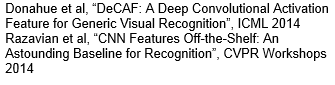 Donahue et al, “DeCAF: A Deep Convolutional Activation
Feature for Generic Visual Recognition”, ICML 2014
Razavian et al, “CNN Features Off-the-Shelf: An
Astounding Baseline for Recognition”, CVPR Workshops
2014